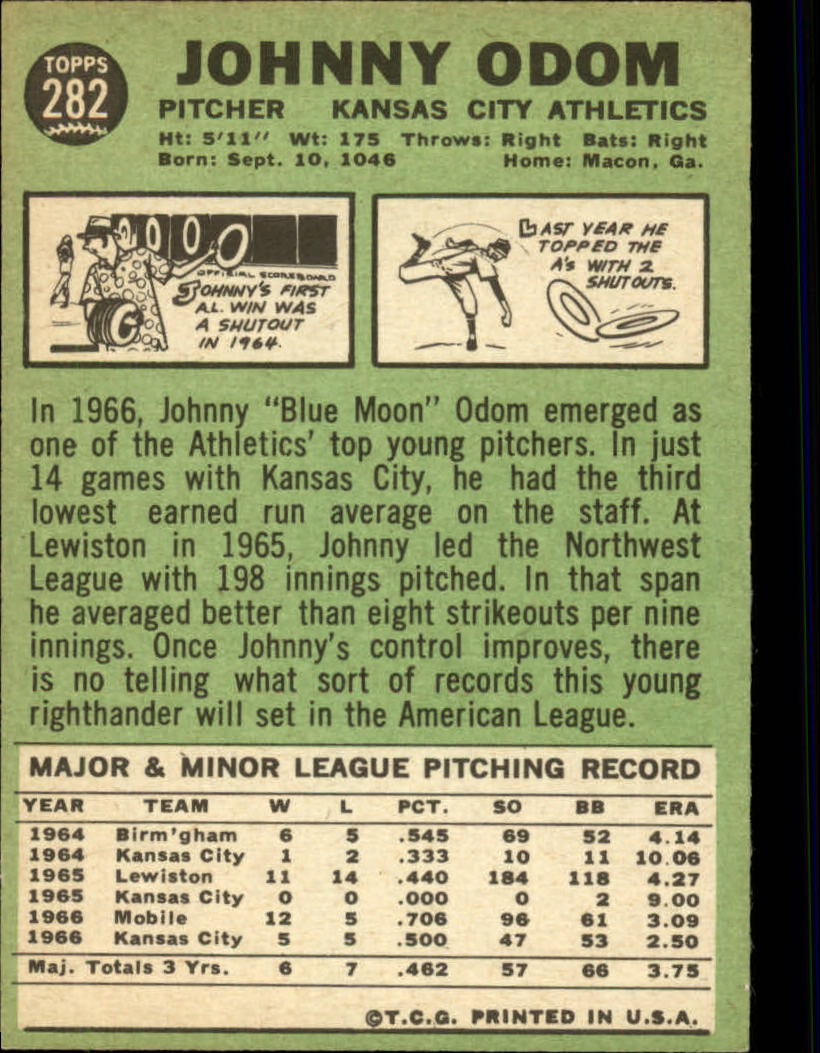 TOPPS
282
JOHNNY ODOM
PITCHER KANSAS CITY ATHLETICS
Ht: 5'11" Wt: 175 Throws: Right Bats: Right
Born: Sept. 10, 1046 Home: Macon, Ga.
0 0 0 0
OFFICIAL SCOREBOARD
JOHNNY'S FIRST
A.L. WIN WAS
A SHUTOUT
IN 1964.
LAST YEAR HE
TOPPED THE
A's WITH 2
SHUTOUTS.
In 1966, Johnny "Blue Moon" Odom emerged as
one of the Athletics' top young pitchers. In just
14 games with Kansas City, he had the third
lowest earned run average on the staff. At
Lewiston in 1965, Johnny led the Northwest
League with 198 innings pitched. In that span
he averaged better than eight strikeouts per nine
innings. Once Johnny's control improves, there
is no telling what sort of records this young
righthander will set in the American League.
MAJOR & MINOR LEAGUE PITCHING RECORD
YEAR TEAM W L PCT. SO BB ERA
1964 Birm'gham 6 5 .545 69 52 4.14
1964 Kansas City 1 2 .333 10 11 10.06
1965 Lewiston 11 14 .440 184 118 4.27
1965 Kansas City 0 0 .000 0 2 9.00
1966 Mobile 12 5 .706 96 61 3.09
1966 Kansas City 5 5 .500 47 53 2.50
Maj. Totals 3 Yrs. 6 7 .462 57 66 3.75
©T.C.G. PRINTED IN U.S.A.